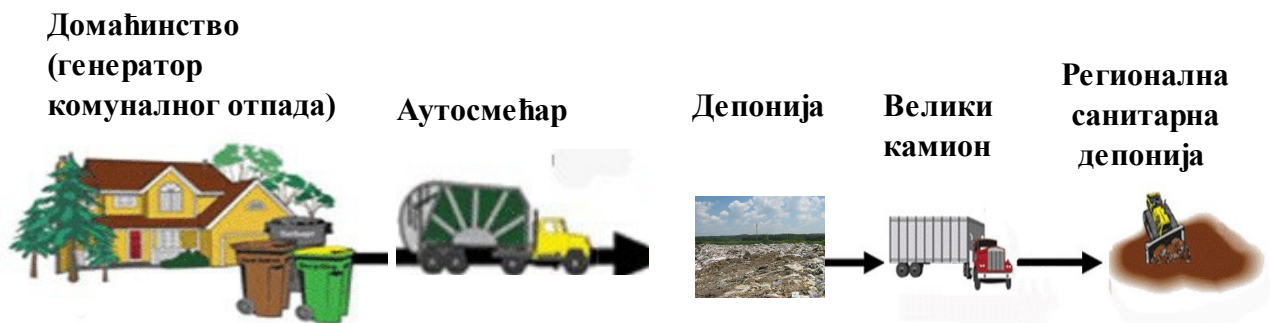 Домаћинство
(генератор
комуналног отпада)
Аутосмећар
Депонија
Велики
камион
Регионална
санитарна
депонија